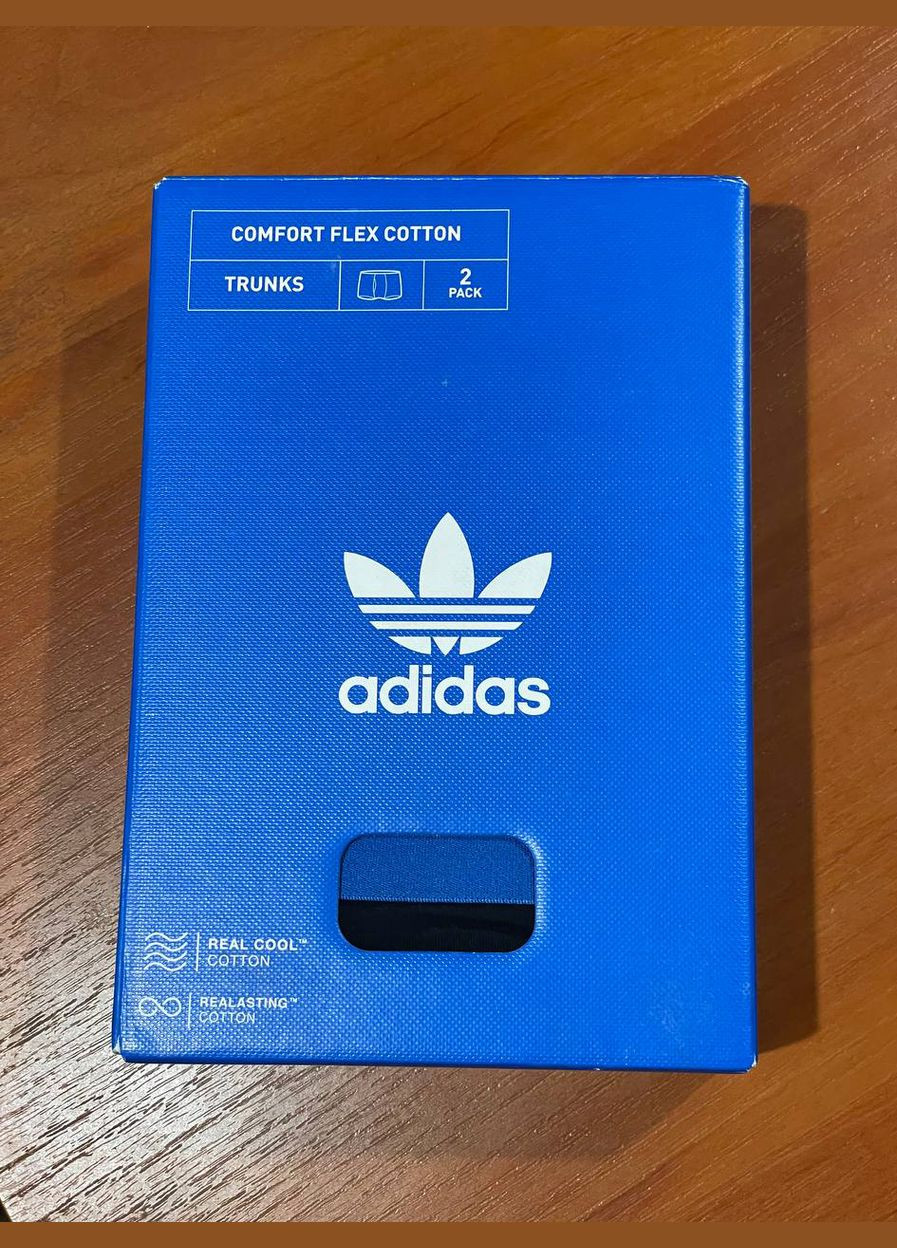 COMFORT FLEX COTTON
TRUNKS
2
PACK
adidas
REAL COOL™
COTTON
REALASTING™
COTTON